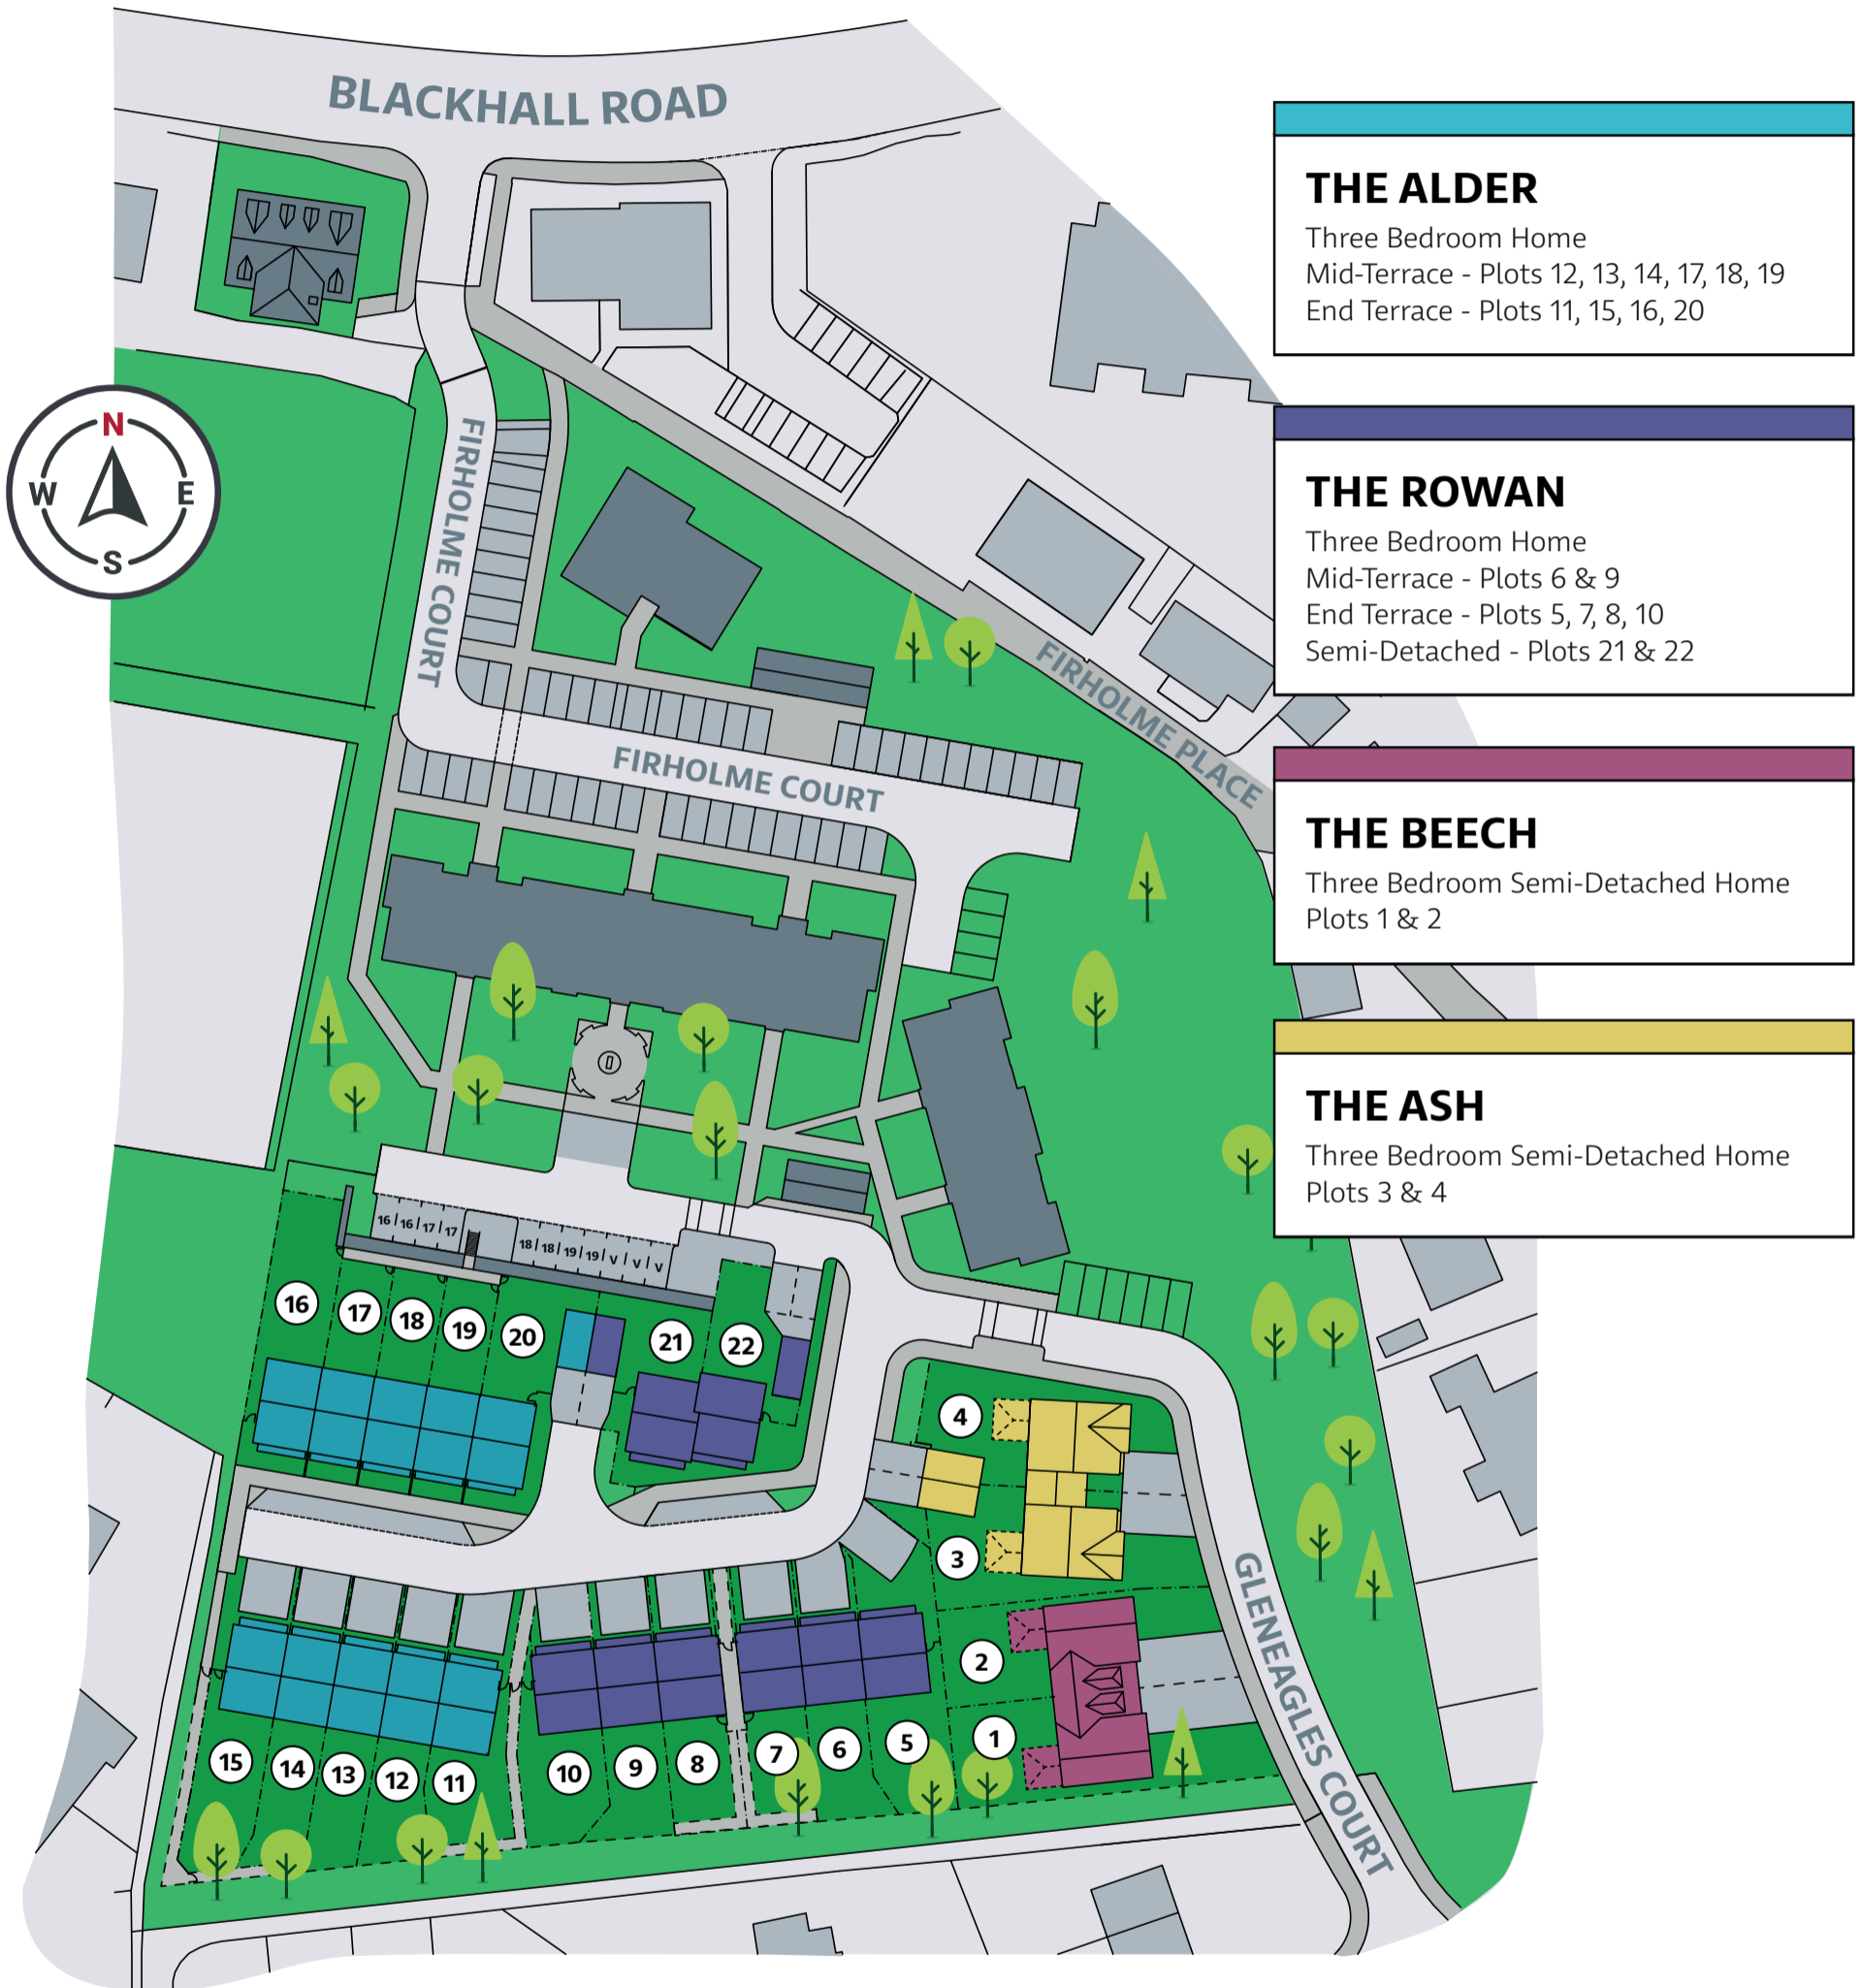 BLACKHALL ROAD
THE ALDER
Three Bedroom Home
Mid-Terrace - Plots 12, 13, 14, 17, 18, 19
End Terrace - Plots 11, 15, 16, 20
N
W E
S
FIRHOLME COURT
THE ROWAN
Three Bedroom Home
Mid-Terrace - Plots 6 & 9
End Terrace - Plots 5, 7, 8, 10
Semi-Detached - Plots 21 & 22
FIRHOLME PLACE
FIRHOLME COURT
THE BEECH
Three Bedroom Semi-Detached Home
Plots 1 & 2
THE ASH
Three Bedroom Semi-Detached Home
Plots 3 & 4
16 16 17 17
18 18 19 19 V V V
16 17 18 19 20 21 22
4
3
2
1
GLENEAGLES COURT
15 14 13 12 11 10 9 8 7 6 5